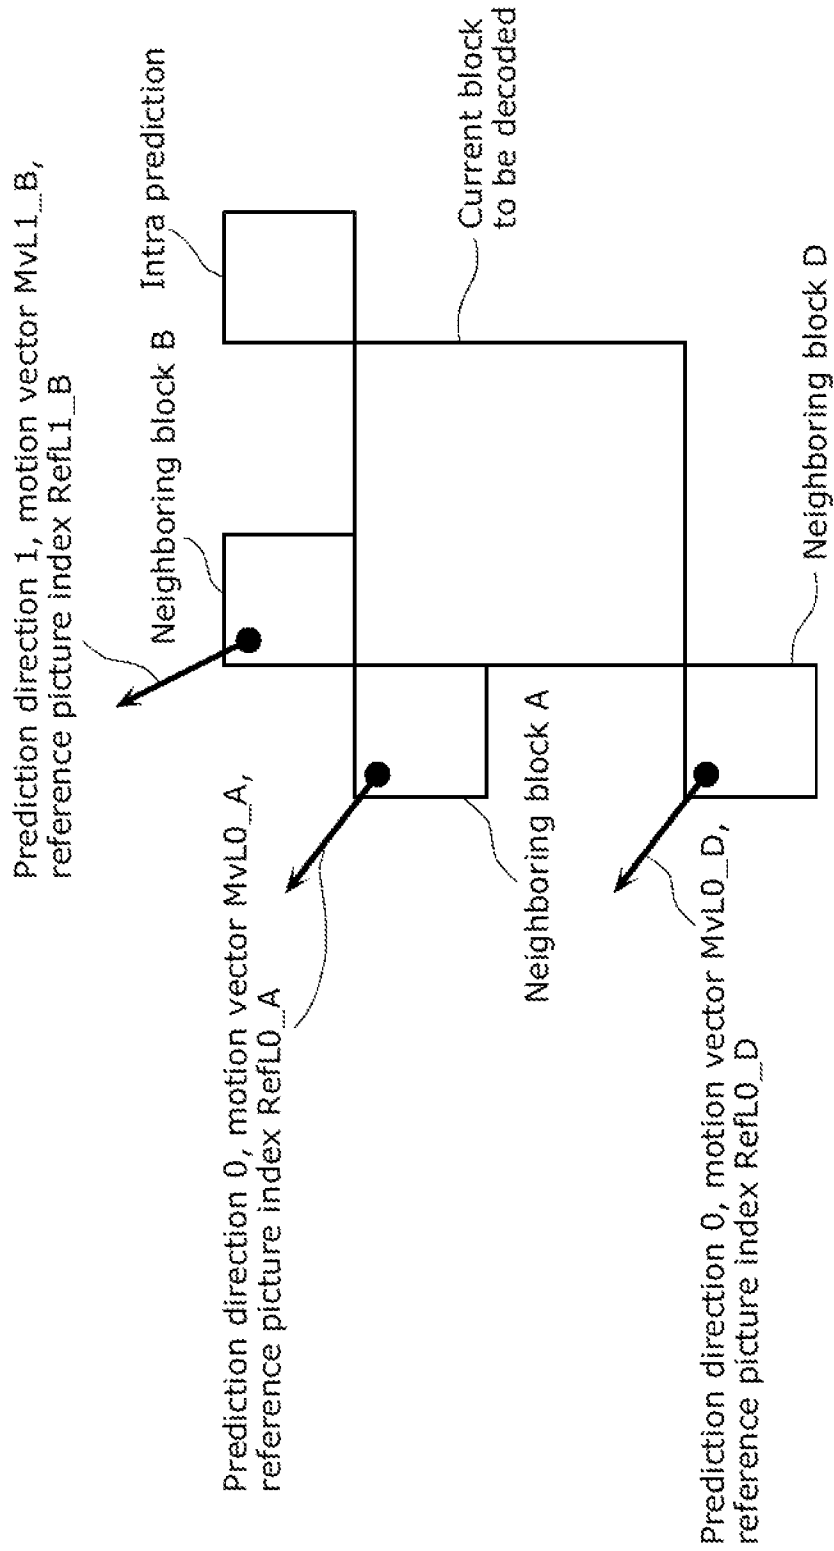 Prediction direction 1, motion vector MvL1_B,
reference picture index RefL1_B
Neighboring block B
Intra prediction
Prediction direction 0, motion vector MvL0_A,
reference picture index RefL0_A
Current block
to be decoded
Neighboring block A
Prediction direction 0, motion vector MvL0_D,
reference picture index RefL0_D
Neighboring block D